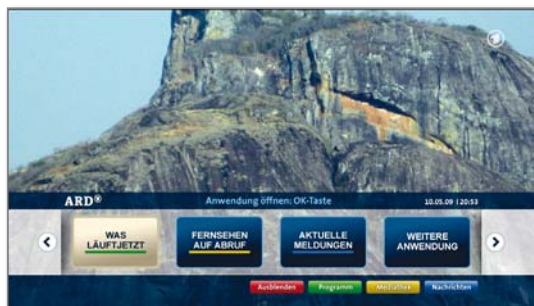 ARD®
Anwendung öffnen: OK-Taste
10.05.09 | 20:53
WAS
LÄUFTJETZT
FERNSEHEN
AUF ABRUF
AKTUELLE
MELDUNGEN
WEITERE
ANWENDUNG
Ausblenden
Programm
Mediathek
Nachrichten